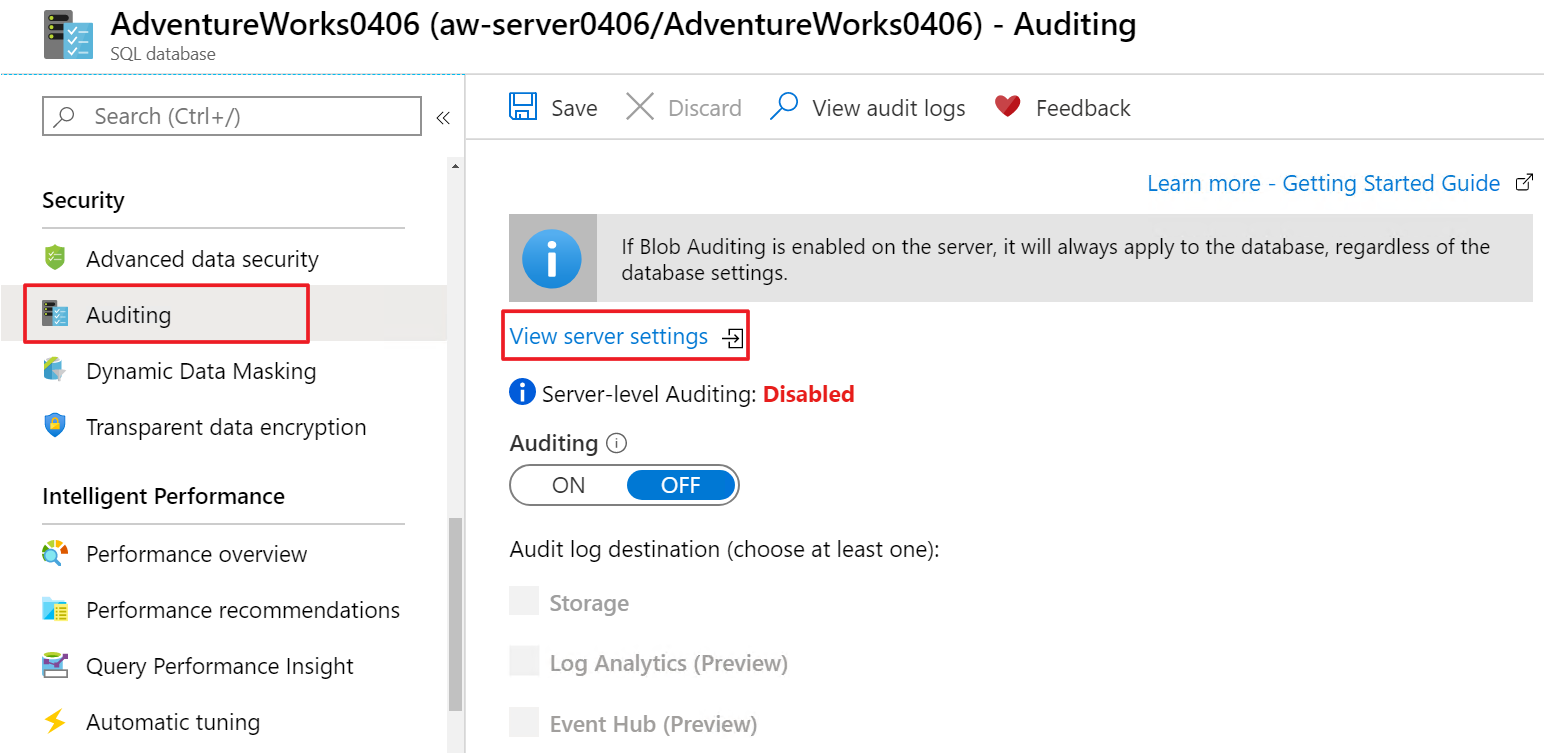 AdventureWorks0406 (aw-server0406/AdventureWorks0406) - Auditing
SQL database
Search (Ctrl+/)
«
Security
Advanced data security
Auditing
Dynamic Data Masking
Transparent data encryption
Intelligent Performance
Performance overview
Performance recommendations
Query Performance Insight
Automatic tuning
Save
Discard
View audit logs
Feedback
Learn more - Getting Started Guide
If Blob Auditing is enabled on the server, it will always apply to the database, regardless of the
database settings.
View server settings
Server-level Auditing: Disabled
Auditing
ON OFF
Audit log destination (choose at least one):
Storage
Log Analytics (Preview)
Event Hub (Preview)